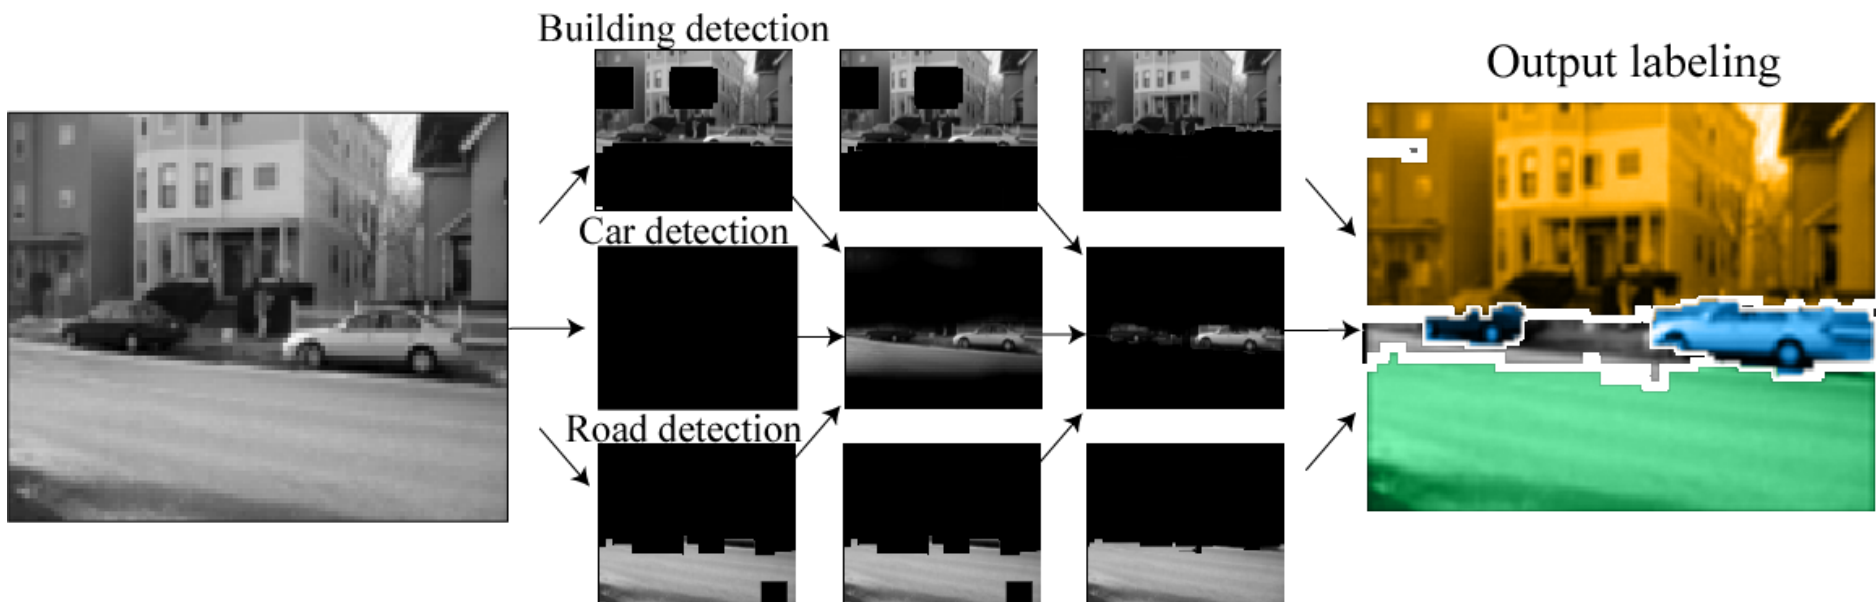 Building detection
Car detection
Road detection
Output labeling